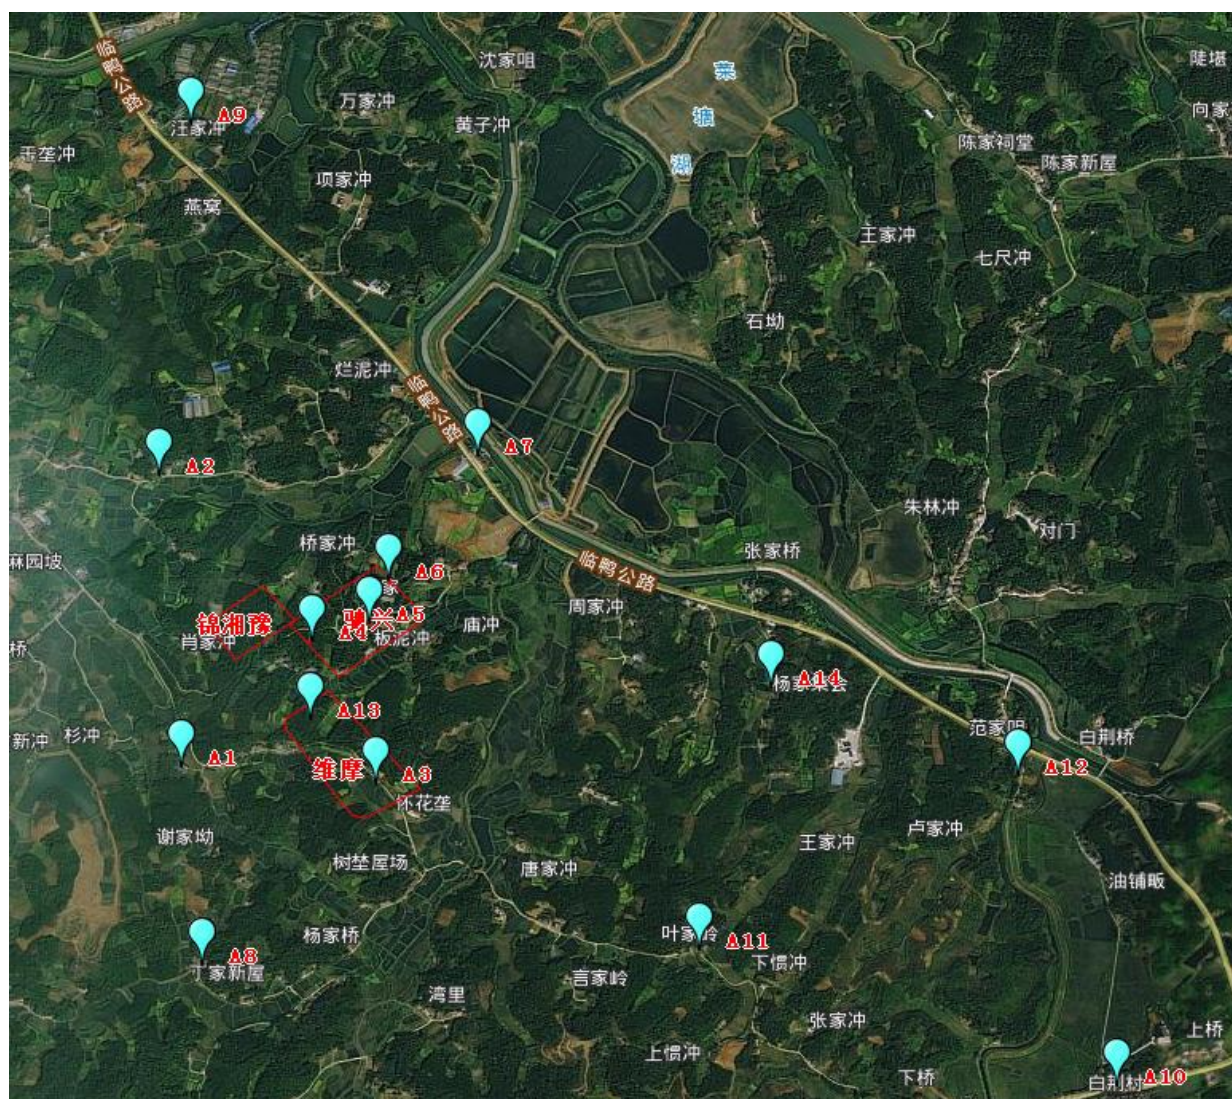 临鸭公路
沈家咀
菜塘湖
陡堪
万家冲
向家
A9
汪家冲
黄子冲
陈家祠堂
陈家新屋
项家冲
燕窝
王家冲
七尺冲
石坳
烂泥冲
临鸭公路
A7
A2
朱林冲
对门
桥家冲
张家桥
麻园坡
A6
临鸭公路
家
锦湘豫
骋兴
A5
周家冲
庙冲
A4
肖家冲
板泥冲
桥
A14
A13
范家咀
杉冲
新冲
白荆桥
A1
维摩
A3
A12
怀花垄
谢家坳
王家冲
卢家冲
树埜屋场
唐家冲
油铺畈
杨家桥
叶家岭
A11
A8
丁家新屋
下惯冲
言家岭
湾里
张家冲
上桥
上惯冲
下桥
白荆村
A10